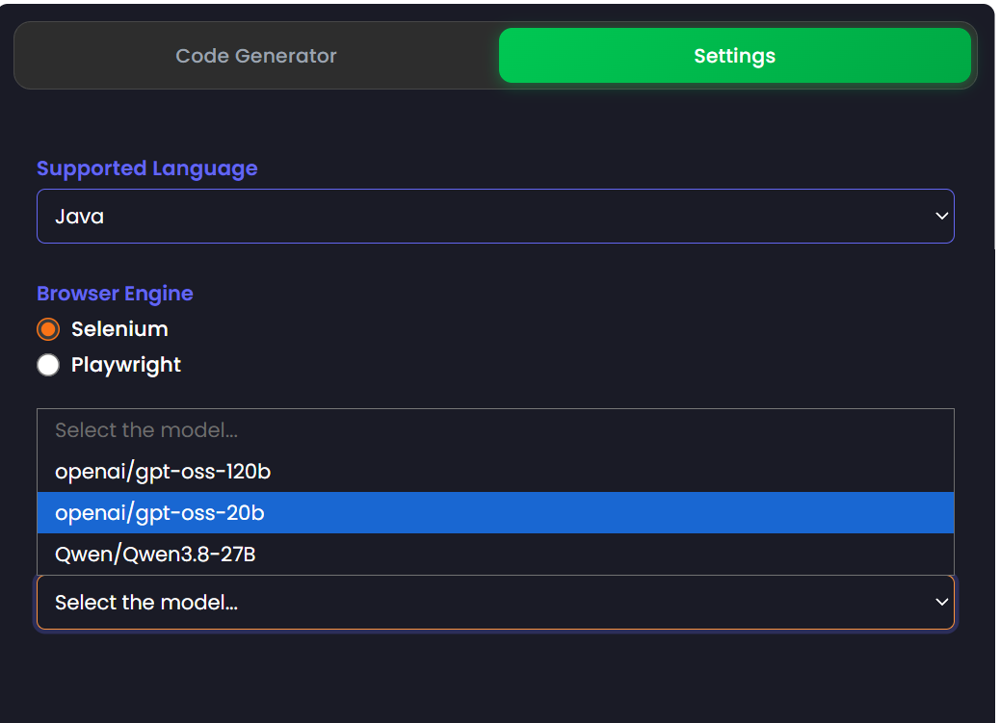 Code Generator
Settings
Supported Language
Java
Browser Engine
Selenium
Playwright
Select the model...
openai/gpt-oss-120b
openai/gpt-oss-20b
Qwen/Qwen3.8-27B
Select the model...